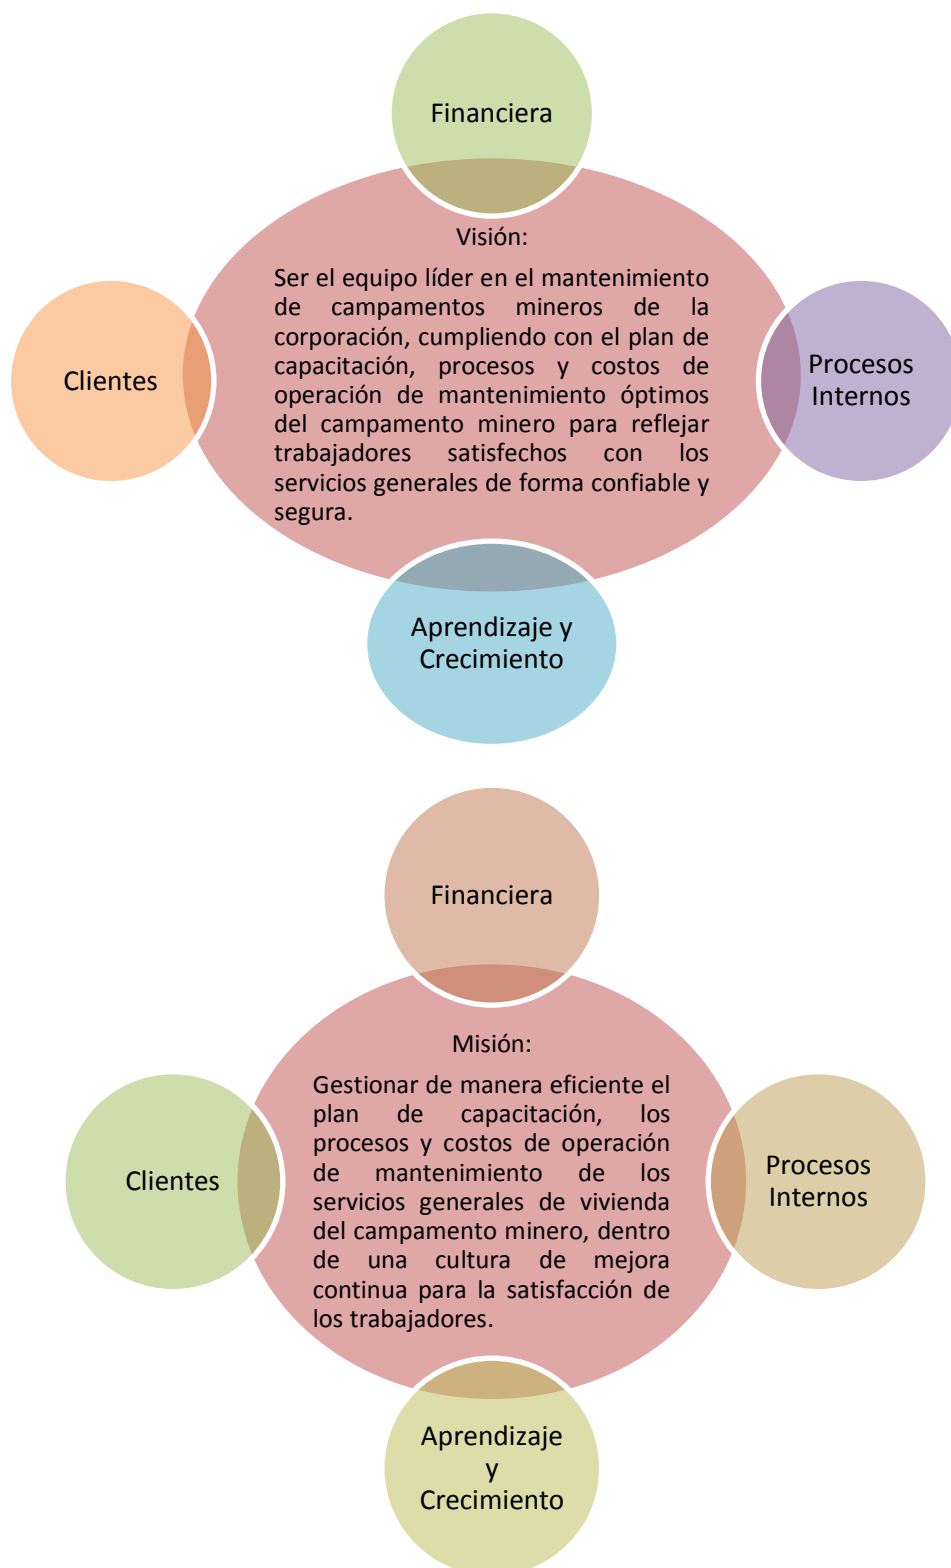 Financiera
Visión:
Ser el equipo líder en el mantenimiento
de campamentos mineros de la
corporación, cumpliendo con el plan de
capacitación, procesos y costos de
operación de mantenimiento óptimos
del campamento minero para reflejar
trabajadores satisfechos con los
servicios generales de forma confiable y
segura.
Clientes
Procesos
Internos
Aprendizaje y
Crecimiento
Financiera
Misión:
Gestionar de manera eficiente el
plan de capacitación, los
procesos y costos de operación
de mantenimiento de los
servicios generales de vivienda
del campamento minero, dentro
de una cultura de mejora
continua para la satisfacción de
los trabajadores.
Clientes
Procesos
Internos
Aprendizaje
y
Crecimiento